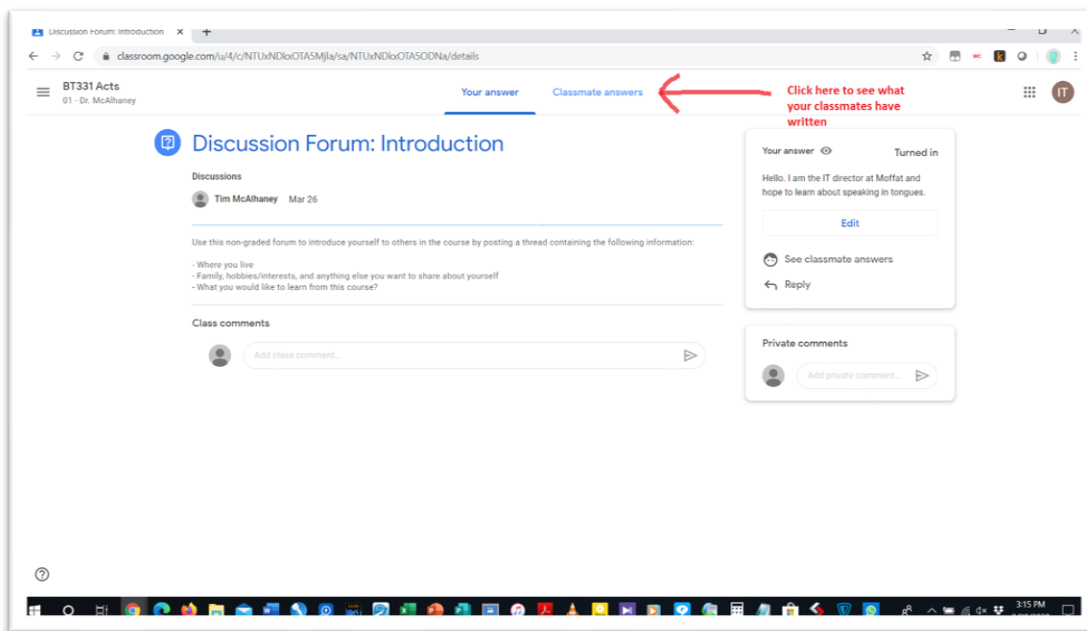 Discussion Forum: Introduction
classroom.google.com/u/4/c/NTUxNDkxOTA5Mjla/sa/NTUxNDkxOTA5ODNa/details
BT331 Acts
01 - Dr. McAlhaney
Your answer
Classmate answers
Click here to see what
your classmates have
written
IT
Discussion Forum: Introduction
Discussions
Tim McAlhaney Mar 26
Use this non-graded forum to introduce yourself to others in the course by posting a thread containing the following information:
- Where you live
- Family, hobbies/interests, and anything else you want to share about yourself
- What you would like to learn from this course?
Class comments
Add class comment...
Your answer
Turned in
Hello. I am the IT director at Moffat and
hope to learn about speaking in tongues.
Edit
See classmate answers
Reply
Private comments
Add private comment...
3:15 PM